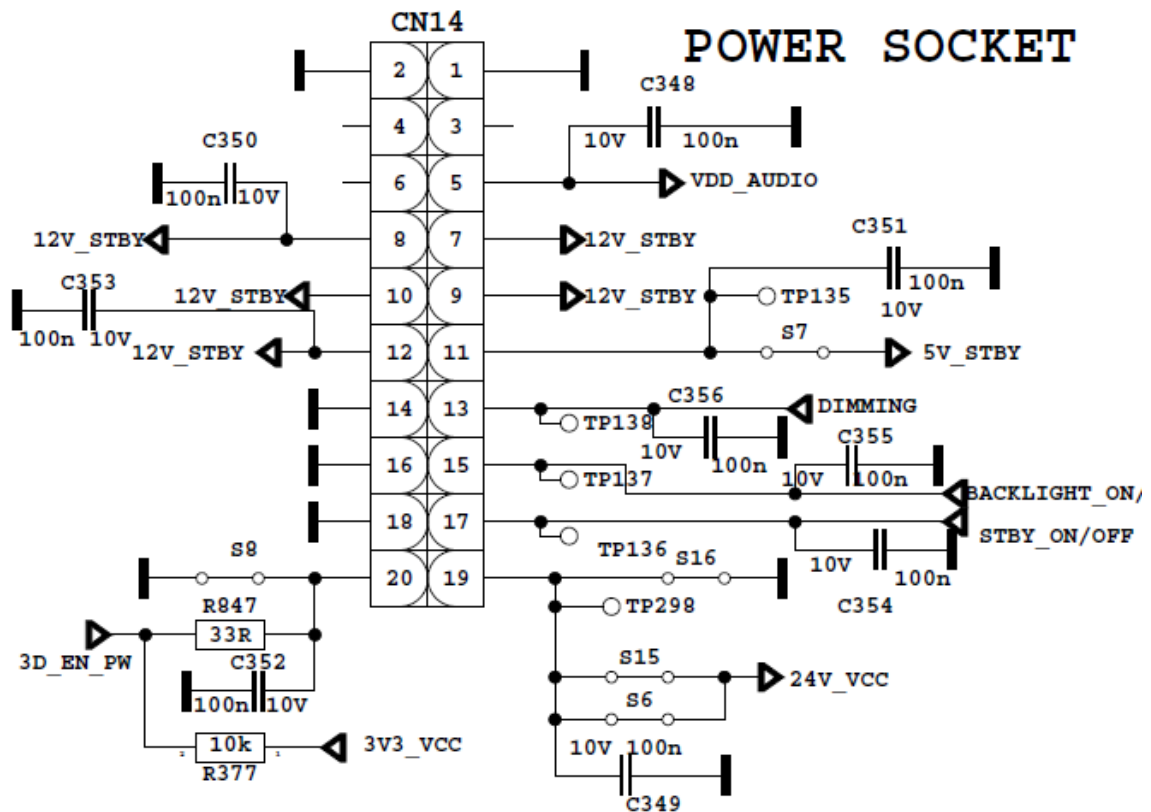 CN14
POWER SOCKET
2 1
C348
10V 100n
4 3
C350
100n 10V
6 5
VDD_AUDIO
12V_STBY
8 7
12V_STBY
C351
100n
10V
C353
100n 10V
12V_STBY
10 9
12V_STBY
TP135
S7
12V_STBY
12 11
5V_STBY
C356
14 13
DIMMING
TP138
10V 100n
C355
10V 100n
16 15
TP137
BACKLIGHT_ON/
18 17
STBY_ON/OFF
TP136
10V 100n
C354
S8
S16
20 19
R847
33R
TP298
3D_EN_PW
C352
100n 10V
S15
24V_VCC
S6
2 10k 1
3V3_VCC
R377
10V 100n
C349